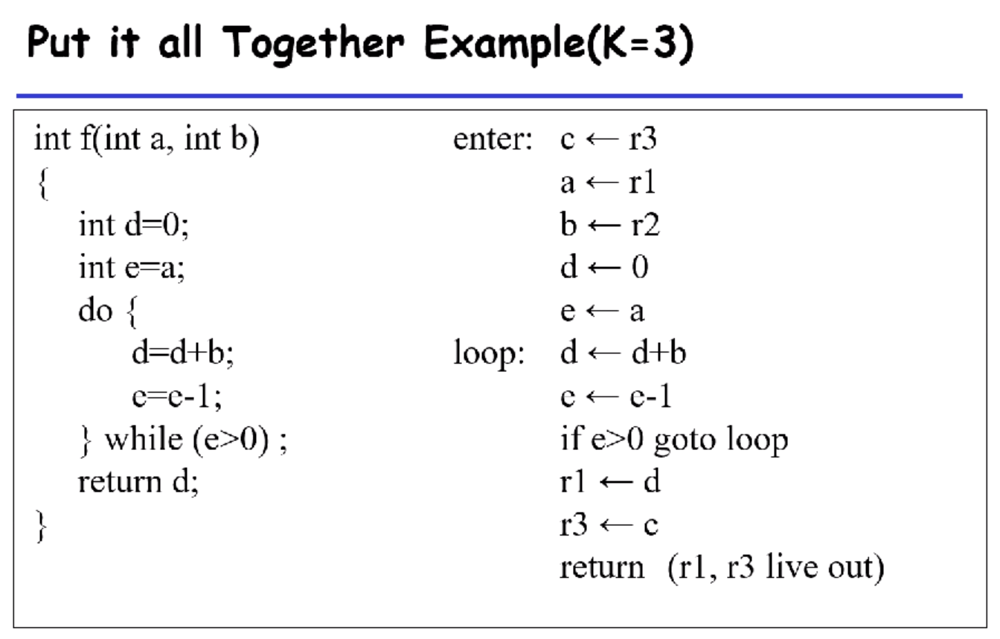 Put it all Together Example(K=3)
int f(int a, int b)
{
int d=0;
int e=a;
do {
d=d+b;
e=e-1;
} while (e>0) ;
return d;
}
enter: c ← r3
a ← r1
b ← r2
d ← 0
e ← a
loop: d ← d+b
e ← e-1
if e>0 goto loop
r1 ← d
r3 ← c
return (r1, r3 live out)